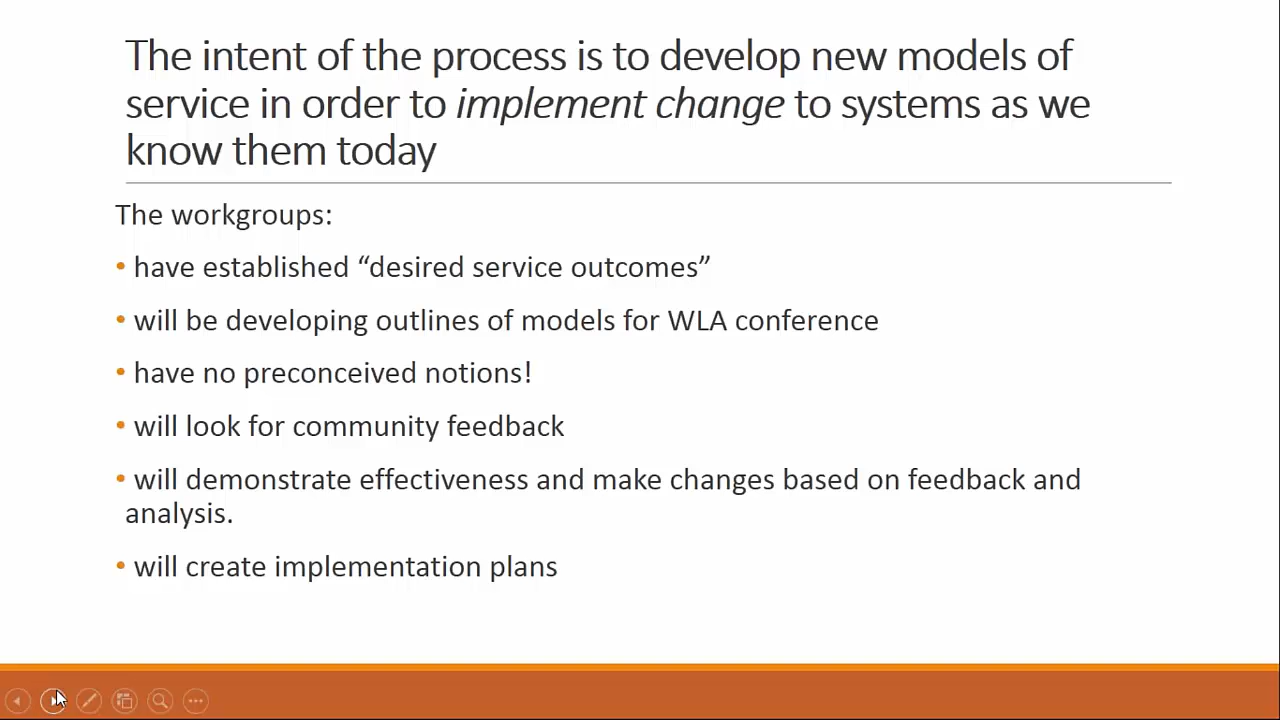 The intent of the process is to develop new models of
service in order to implement change to systems as we
know them today
The workgroups:
• have established “desired service outcomes”
• will be developing outlines of models for WLA conference
• have no preconceived notions!
• will look for community feedback
• will demonstrate effectiveness and make changes based on feedback and
analysis.
• will create implementation plans